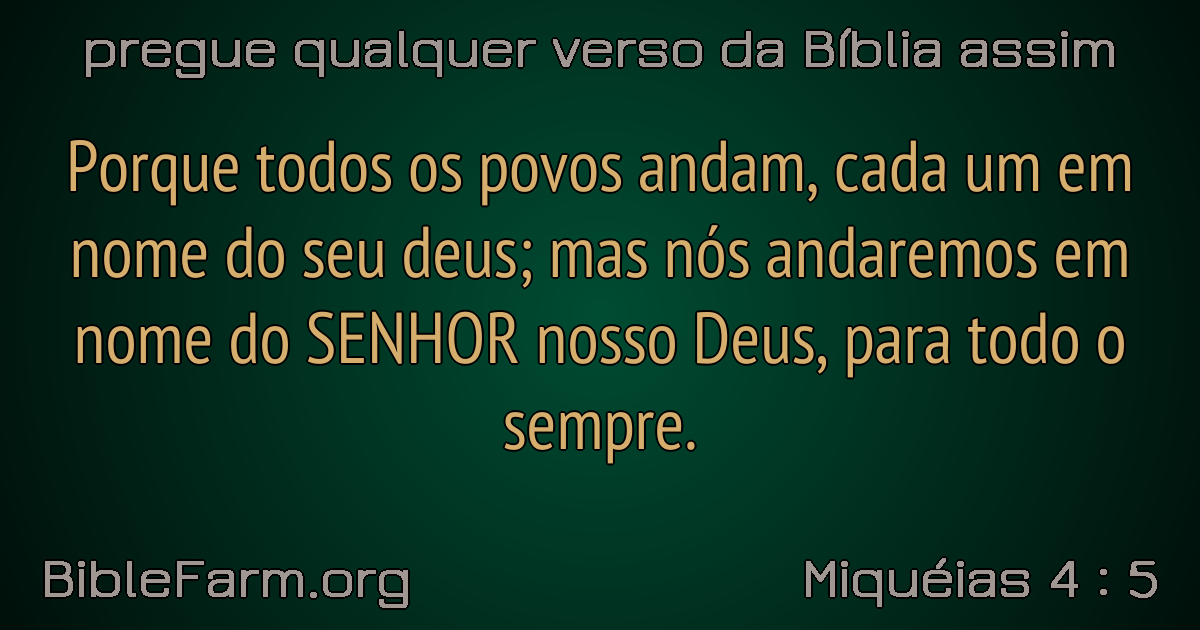 pregue qualquer verso da Bíblia assim
Porque todos os povos andam, cada um em
nome do seu deus; mas nós andaremos em
nome do SENHOR nosso Deus, para todo o
sempre.
BibleFarm.org
Miquéias 4 : 5